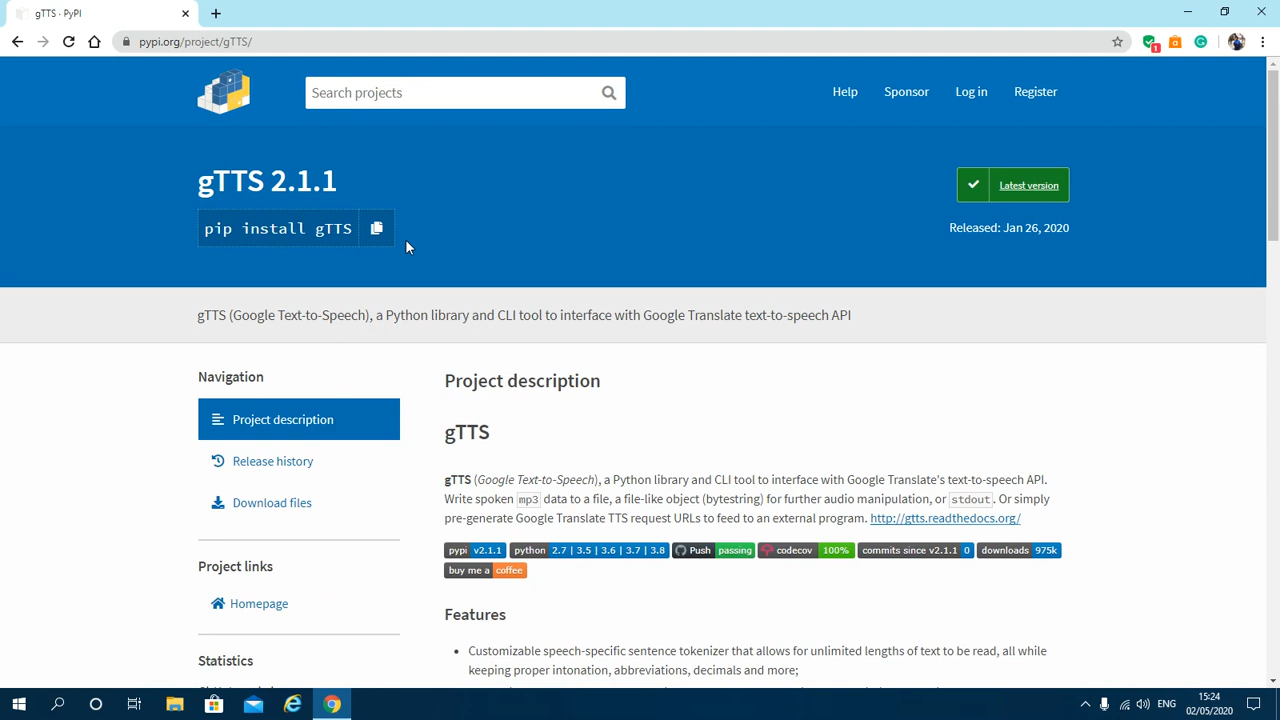 gTTS · PyPI
pypi.org/project/gTTS/
1
Search projects
Help
Sponsor
Log in
Register
gTTS 2.1.1
pip install gTTS
Latest version
Released: Jan 26, 2020
gTTS (Google Text-to-Speech), a Python library and CLI tool to interface with Google Translate text-to-speech API
Navigation
Project description
Release history
Download files
Project links
Homepage
Statistics
Project description
gTTS
gTTS (Google Text-to-Speech), a Python library and CLI tool to interface with Google Translate's text-to-speech API.
Write spoken mp3 data to a file, a file-like object (bytestring) for further audio manipulation, or stdout. Or simply
pre-generate Google Translate TTS request URLs to feed to an external program. http://gtts.readthedocs.org/
pypi v2.1.1 python 2.7 | 3.5 | 3.6 | 3.7 | 3.8 Push passing codecov 100% commits since v2.1.1 0 downloads 975k
buy me a coffee
Features
• Customizable speech-specific sentence tokenizer that allows for unlimited lengths of text to be read, all while
keeping proper intonation, abbreviations, decimals and more;
ENG
15:24
02/05/2020